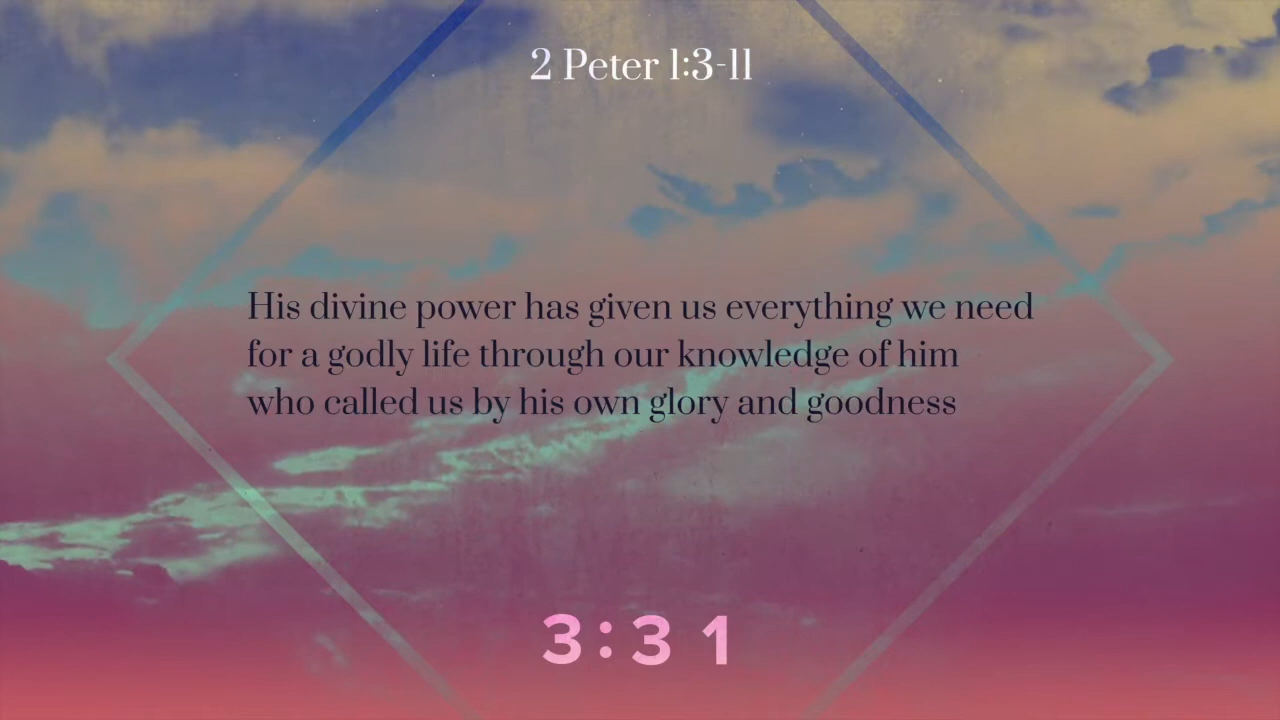 2 Peter 1:3-11
His divine power has given us everything we need
for a godly life through our knowledge of him
who called us by his own glory and goodness
3:31